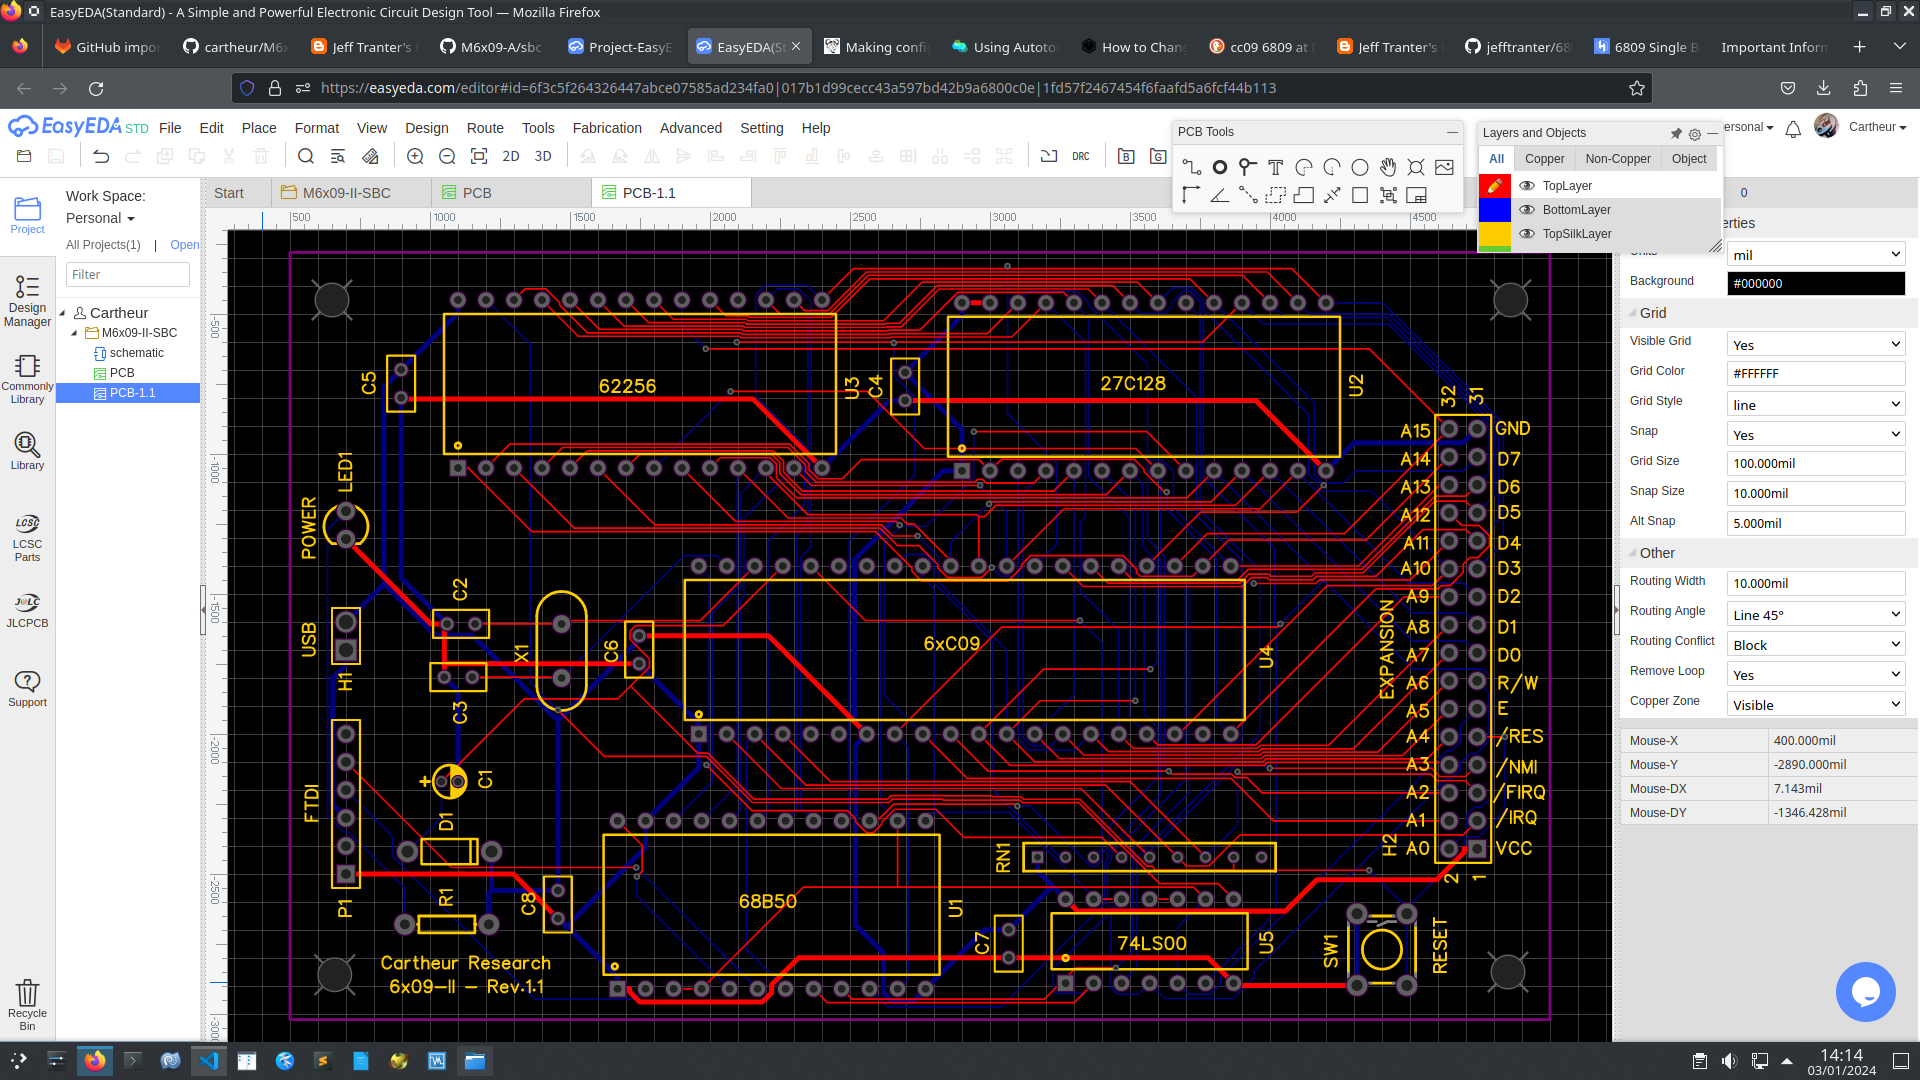 EasyEDA(Standard) - A Simple and Powerful Electronic Circuit Design Tool — Mozilla Firefox
GitHub impor
cartheur/M6x
Jeff Tranter's
M6x09-A/sbc
Project-EasyE
EasyEDA(S
Making confi
Using Autoto
How to Chang
cc09 6809 at
Jeff Tranter's
jefftranter/68
6809 Single B
Important Inform
https://easyeda.com/editor#id=6f3c5f264326447abce07585ad234fa0|017b1d99cecc43a597bd42b9a6800c0e|1fd57f2467454f6faafd5a6fcf44b113
EasyEDA STD
File Edit Place Format View Design Route Tools Fabrication Advanced Setting Help
ersonal
Cartheur
2D 3D
DRC
PCB Tools
Layers and Objects
All Copper Non-Copper Object
TopLayer
BottomLayer
TopSilkLayer
Start
M6x09-II-SBC
PCB
PCB-1.1
0
Project
Design Manager
Commonly Library
Library
LCSC Parts
JLCPCB
Support
Recycle Bin
Work Space:
Personal
All Projects(1) | Open
Filter
Cartheur
M6x09-II-SBC
schematic
PCB
PCB-1.1
500 1000 1500 2000 2500 3000 3500 4000 4500
-500
-1000
-1500
-2000
-2500
-3000
C5
62256
U3
C4
27C128
U2
32 31
A15 GND
A14 D7
A13 D6
A12 D5
A11 D4
A10 D3
A9 D2
A8 D1
A7 D0
A6 R/W
A5 E
A4 /RES
A3 /NMI
A2 /FIRQ
A1 /IRQ
A0 VCC
EXPANSION
H2
2 1
POWER
LED1
C2
USB
H1
X1
C6
6xC09
U4
C3
FTDI
C1
+
D1
P1
R1
C8
68B50
U1
RN1
C7
74LS00
U5
SW1
RESET
Cartheur Research
6x09-II - Rev.1.1
erties
Units mil
Background #000000
Grid
Visible Grid Yes
Grid Color #FFFFFF
Grid Style line
Snap Yes
Grid Size 100.000mil
Snap Size 10.000mil
Alt Snap 5.000mil
Other
Routing Width 10.000mil
Routing Angle Line 45°
Routing Conflict Block
Remove Loop Yes
Copper Zone Visible
Mouse-X 400.000mil
Mouse-Y -2890.000mil
Mouse-DX 7.143mil
Mouse-DY -1346.428mil
14:14
03/01/2024